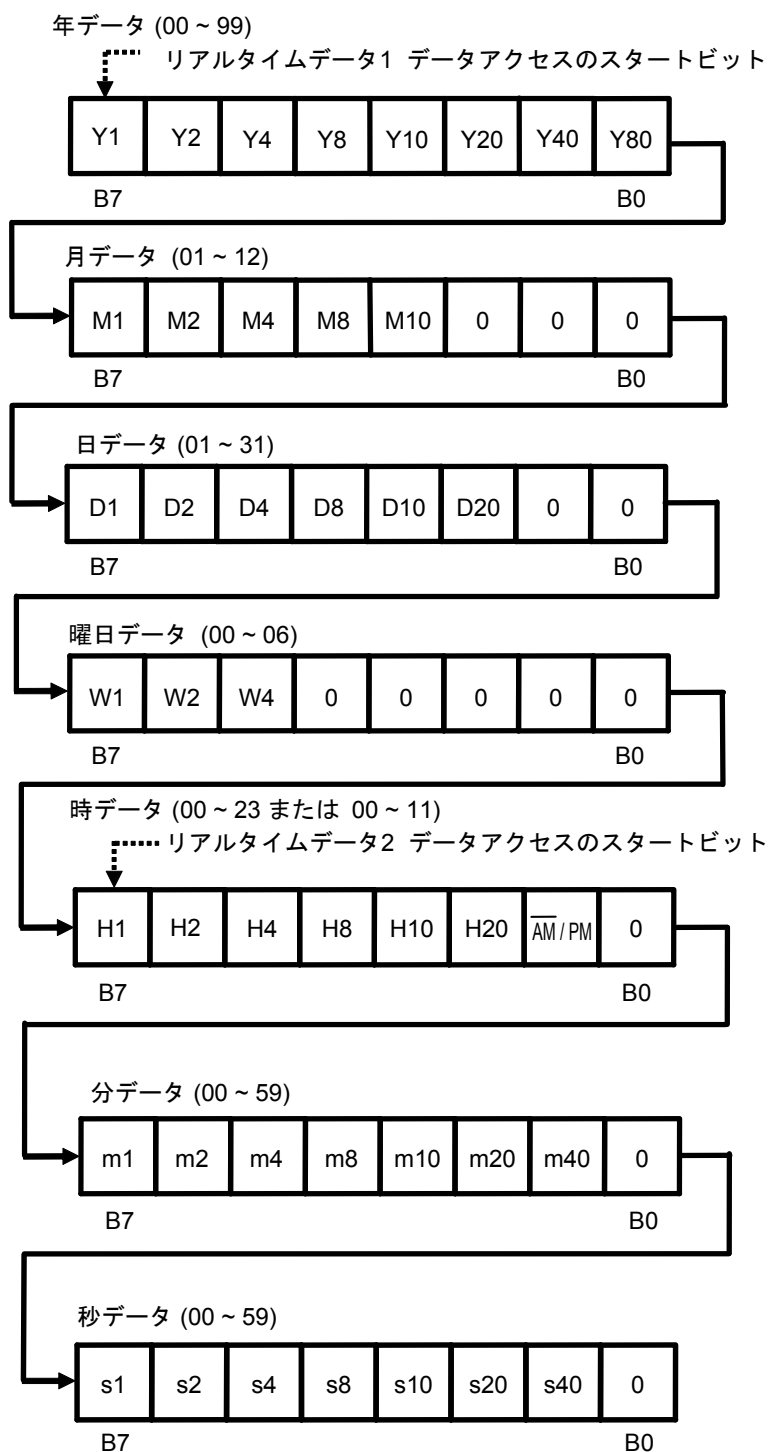 年データ (00 ~ 99)
リアルタイムデータ1 データアクセスのスタートビット
Y1 Y2 Y4 Y8 Y10 Y20 Y40 Y80
B7 B0
月データ (01 ~ 12)
M1 M2 M4 M8 M10 0 0 0
B7 B0
日データ (01 ~ 31)
D1 D2 D4 D8 D10 D20 0 0
B7 B0
曜日データ (00 ~ 06)
W1 W2 W4 0 0 0 0 0
B7 B0
時データ (00 ~ 23 または 00 ~ 11)
リアルタイムデータ2 データアクセスのスタートビット
H1 H2 H4 H8 H10 H20 A̅M̅ / PM 0
B7 B0
分データ (00 ~ 59)
m1 m2 m4 m8 m10 m20 m40 0
B7 B0
秒データ (00 ~ 59)
s1 s2 s4 s8 s10 s20 s40 0
B7 B0